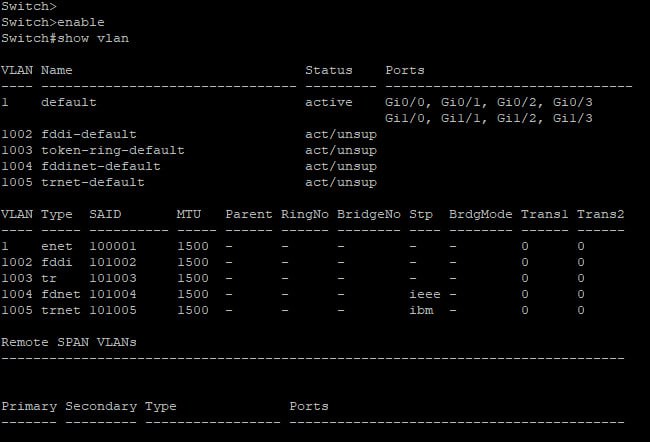 Switch>
Switch>enable
Switch#show vlan
VLAN Name                             Status    Ports
---- -------------------------------- --------- -------------------------------
1    default                          active    Gi0/0, Gi0/1, Gi0/2, Gi0/3
                                                Gi1/0, Gi1/1, Gi1/2, Gi1/3
1002 fddi-default                     act/unsup
1003 token-ring-default               act/unsup
1004 fddinet-default                  act/unsup
1005 trnet-default                    act/unsup
VLAN Type  SAID       MTU   Parent RingNo BridgeNo Stp  BrdgMode Trans1 Trans2
---- ----- ---------- ----- ------ ------ -------- ---- -------- ------ ------
1    enet  100001     1500  -      -      -        -    -        0      0
1002 fddi  101002     1500  -      -      -        -    -        0      0
1003 tr    101003     1500  -      -      -        -    -        0      0
1004 fdnet 101004     1500  -      -      -        ieee -        0      0
1005 trnet 101005     1500  -      -      -        ibm  -        0      0
Remote SPAN VLANs
------------------------------------------------------------------------------
Primary Secondary Type              Ports
------- --------- ----------------- ------------------------------------------